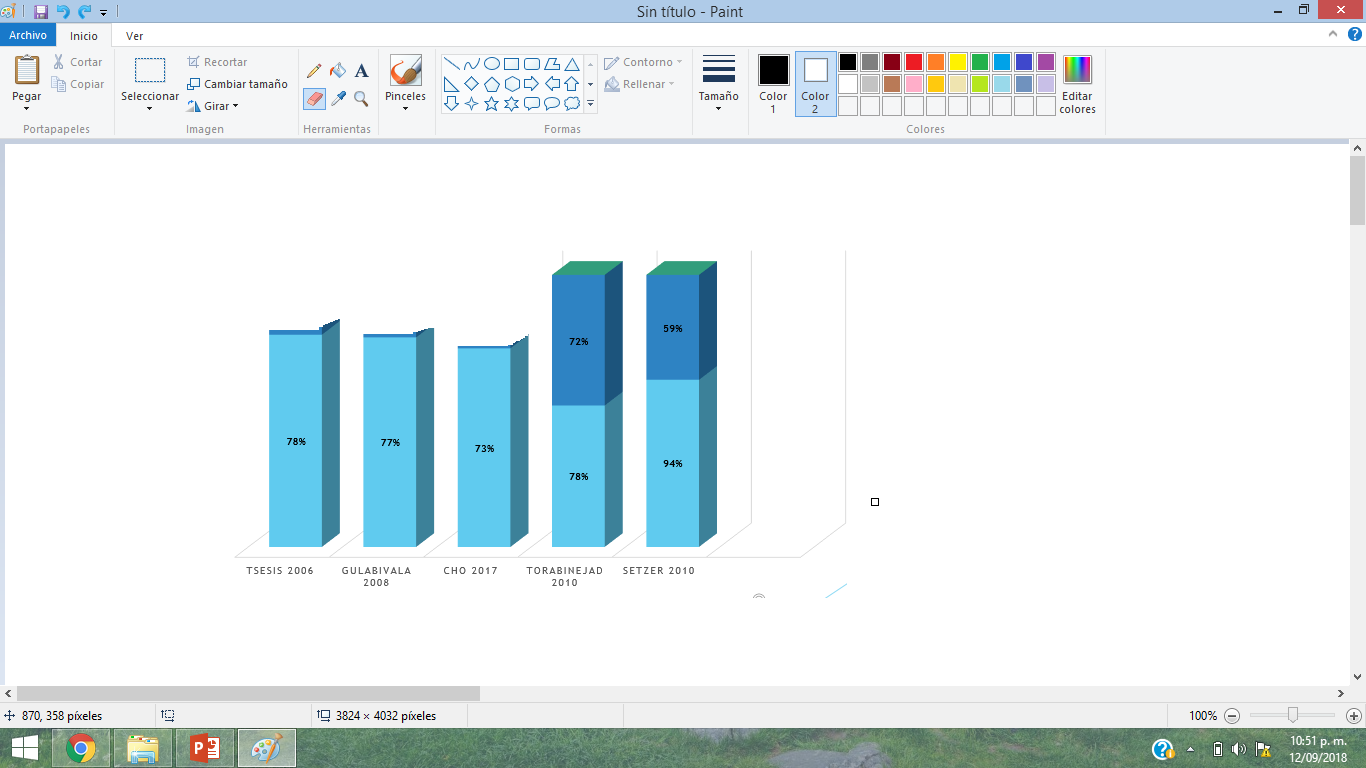 Sin título - Paint
Archivo Inicio Ver
Pegar
Cortar
Copiar
Portapapeles
Seleccionar
Recortar
Cambiar tamaño
Girar
Imagen
A
Herramientas
Pinceles
Contorno
Rellenar
Formas
Tamaño
Color 1
Color 2
Editar colores
Colores
78%
77%
73%
72%
78%
59%
94%
TSESIS 2006
GULABIVALA
2008
CHO 2017
TORABINEJAD
2010
SETZER 2010
870, 358 píxeles
3824 × 4032 píxeles
100%
10:51 p. m.
12/09/2018